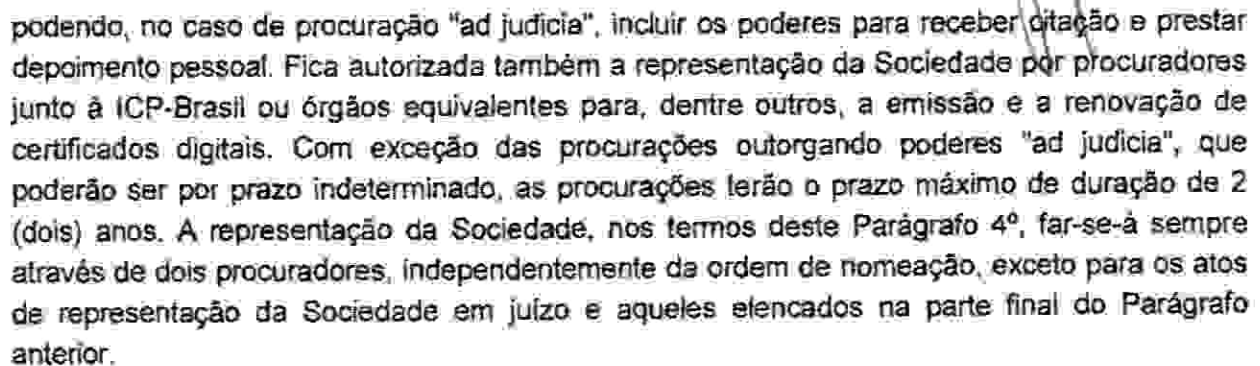 podendo, no caso de procuração "ad judicia", incluir os poderes para receber citação e prestar
depoimento pessoal. Fica autorizada também a representação da Sociedade por procuradores
junto à ICP-Brasil ou órgãos equivalentes para, dentre outros, a emissão e a renovação de
certificados digitais. Com exceção das procurações outorgando poderes "ad judicia", que
poderão ser por prazo indeterminado, as procurações terão o prazo máximo de duração de 2
(dois) anos. A representação da Sociedade, nos termos deste Parágrafo 4º, far-se-à sempre
através de dois procuradores, independentemente da ordem de nomeação, exceto para os atos
de representação da Sociedade em juízo e aqueles elencados na parte final do Parágrafo
anterior.